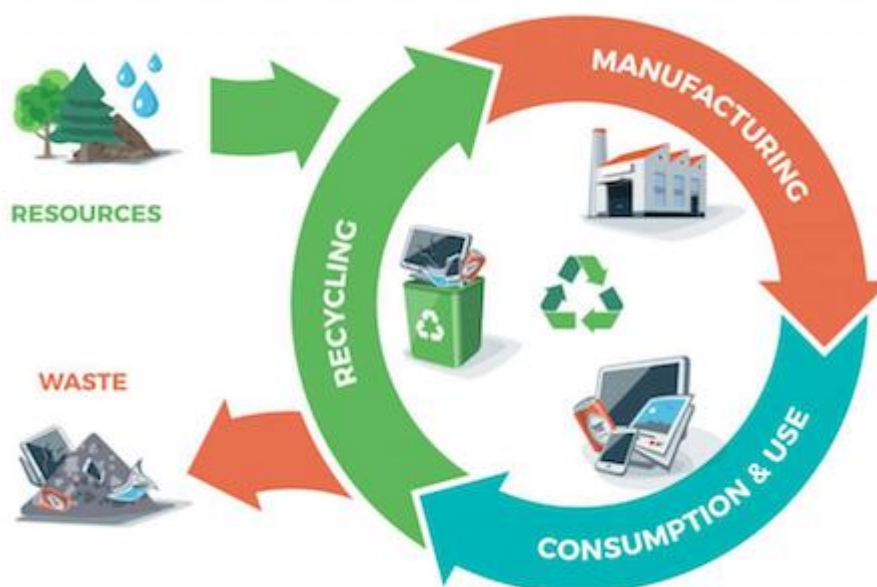 MANUFACTURING
RESOURCES
RECYCLING
WASTE
CONSUMPTION & USE